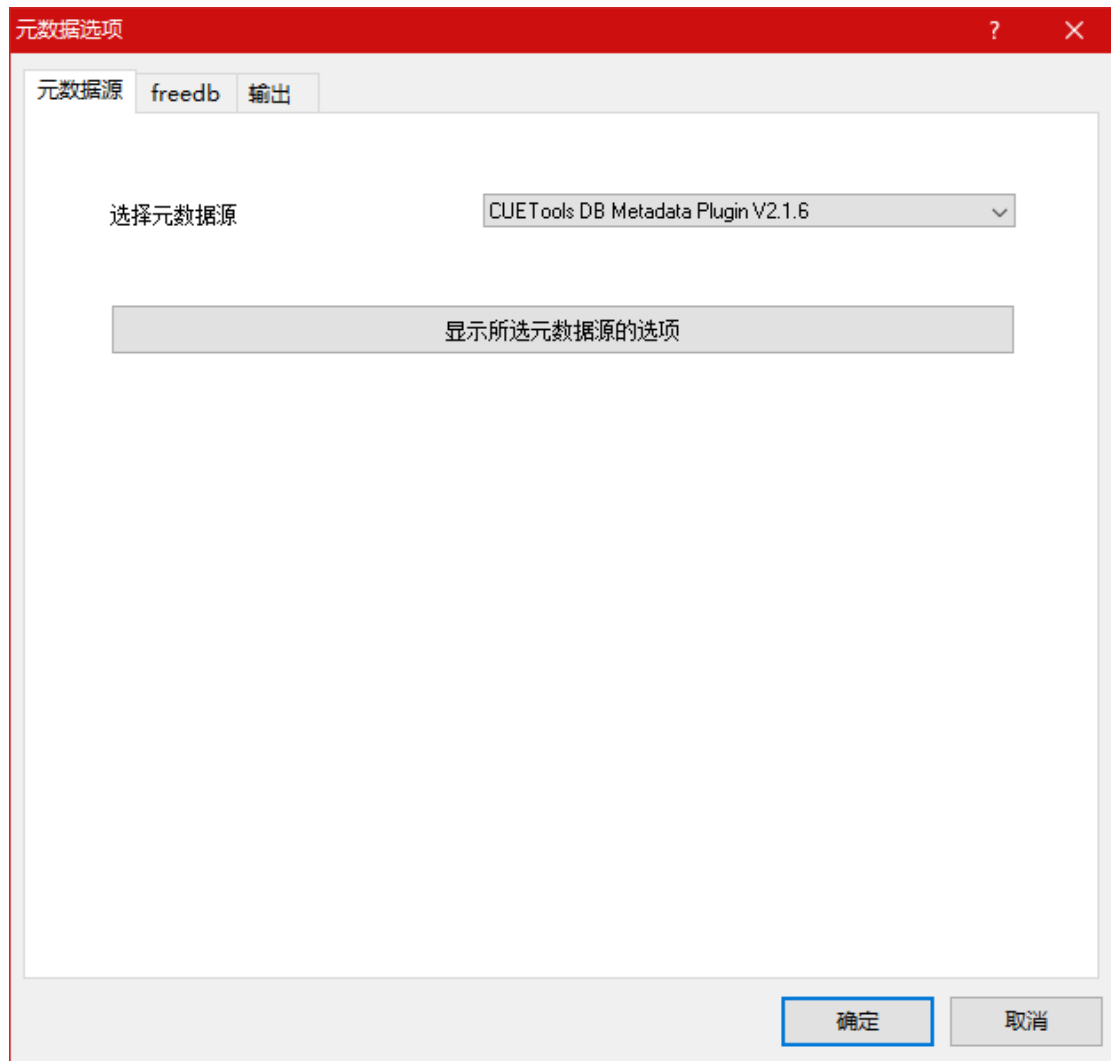 元数据选项
元数据源 freedb 输出
选择元数据源 CUETools DB Metadata Plugin V2.1.6
显示所选元数据源的选项
确定 取消